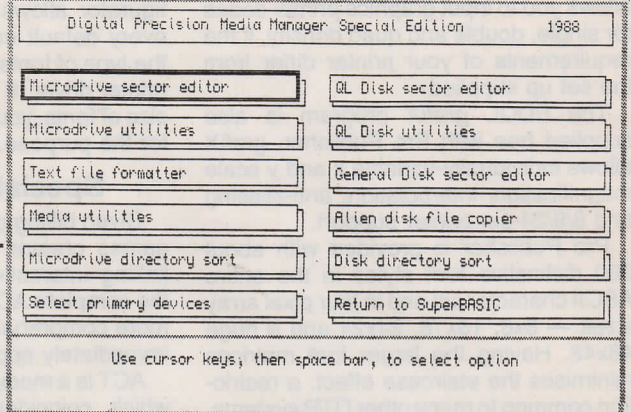 Digital Precision Media Manager Special Edition 1988
Microdrive sector editor
QL Disk sector editor
Microdrive utilities
QL Disk utilities
Text file formatter
General Disk sector editor
Media utilities
Alien disk file copier
Microdrive directory sort
Disk directory sort
Select primary devices
Return to SuperBASIC
Use cursor keys, then space bar, to select option